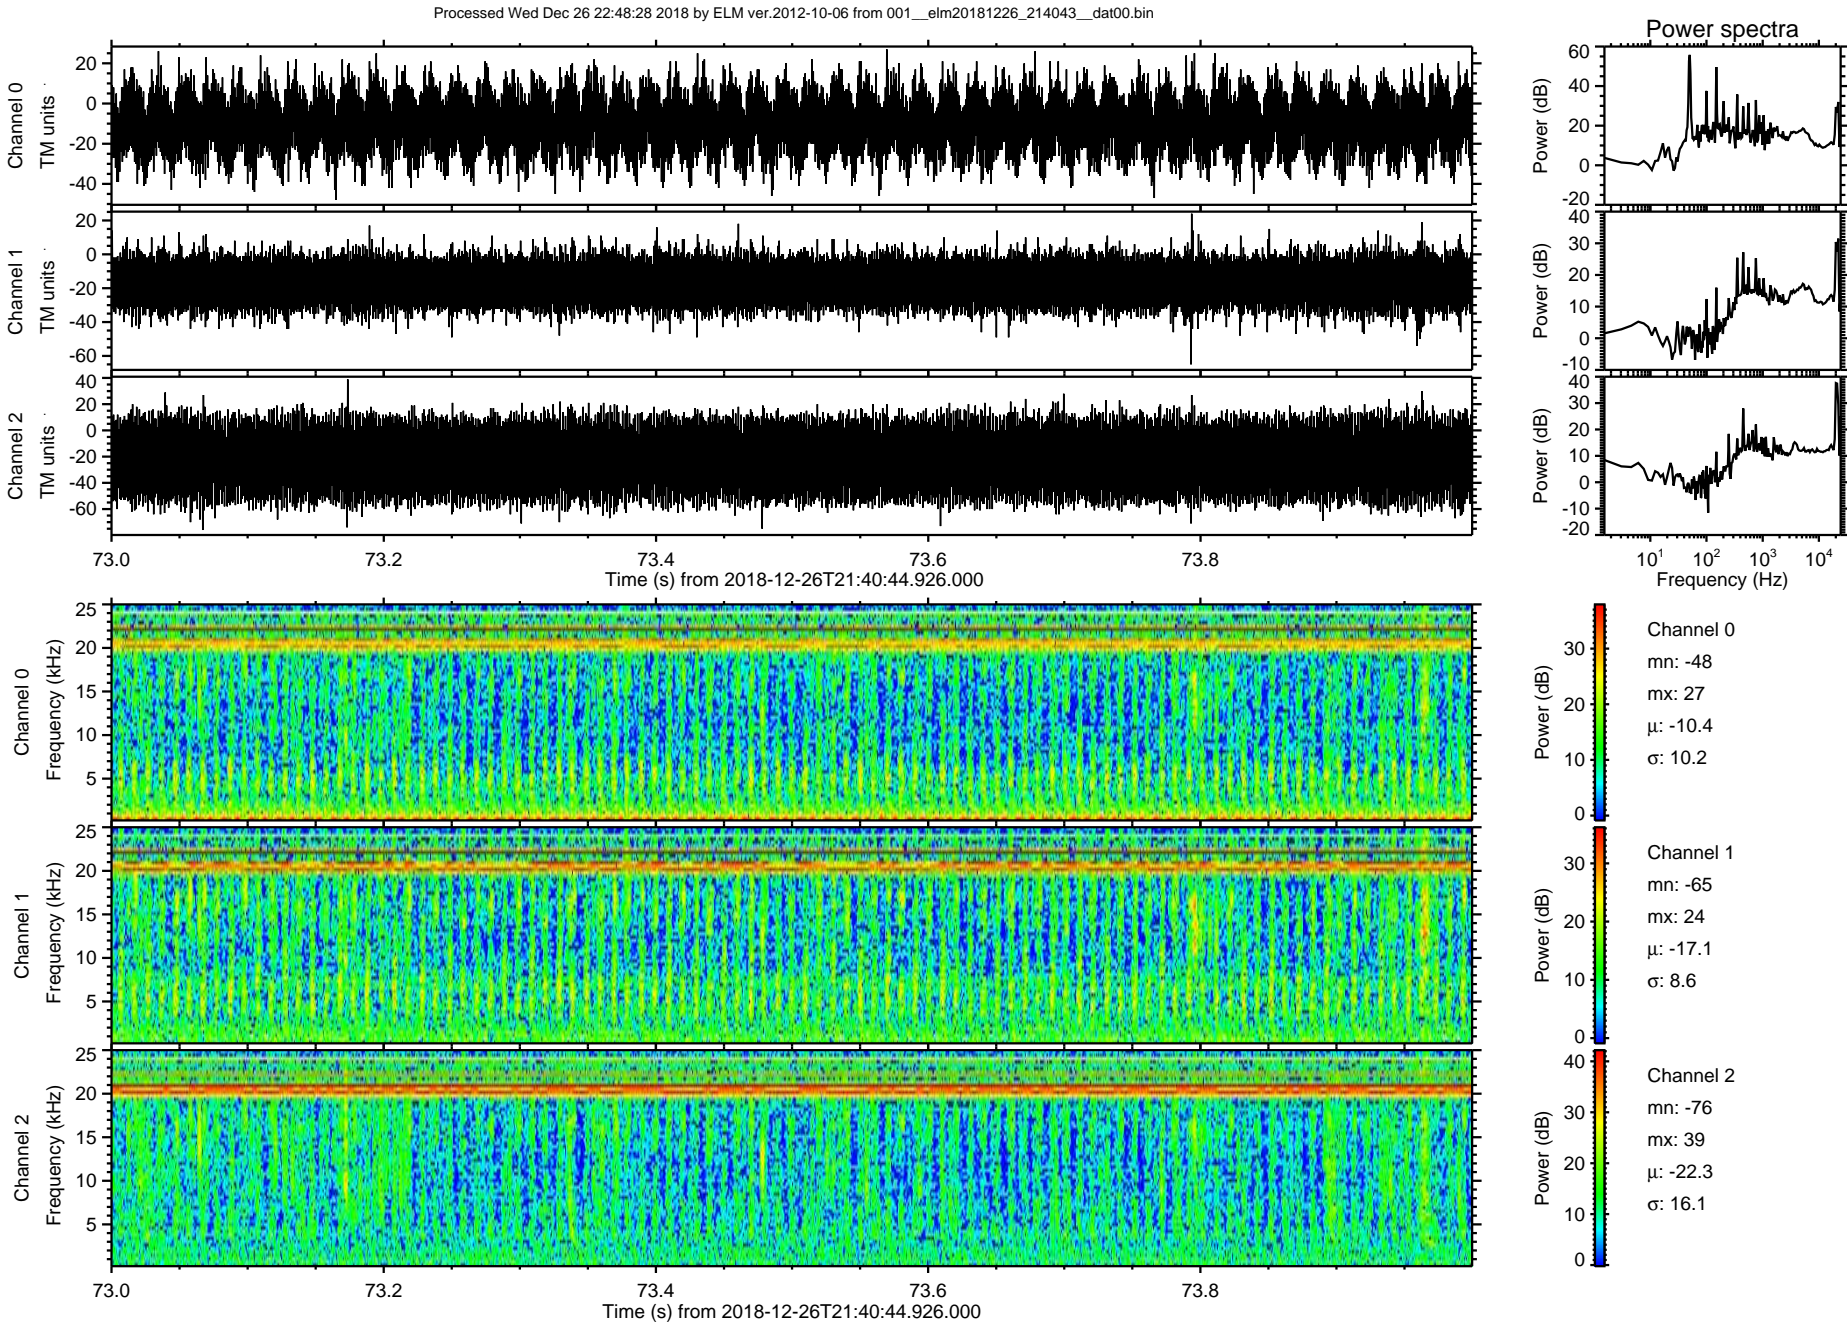 Processed Wed Dec 26 22:48:28 2018 by ELM ver.2012-10-06 from 001__elm20181226_214043__dat00.bin
Power spectra
Channel 0
TM units
20
0
-20
-40
Power (dB)
60
40
20
0
-20
Channel 1
TM units
20
0
-20
-40
-60
Power (dB)
40
30
20
10
0
-10
Channel 2
TM units
40
20
0
-20
-40
-60
Power (dB)
40
30
20
10
0
-10
-20
73.0 73.2 73.4 73.6 73.8
Time (s) from 2018-12-26T21:40:44.926.000
10^1 10^2 10^3 10^4
Frequency (Hz)
Channel 0
Frequency (kHz)
25
20
15
10
5
Power (dB)
30
20
10
0
Channel 0
mn: -48
mx: 27
μ: -10.4
σ: 10.2
Channel 1
Frequency (kHz)
25
20
15
10
5
Power (dB)
30
20
10
0
Channel 1
mn: -65
mx: 24
μ: -17.1
σ: 8.6
Channel 2
Frequency (kHz)
25
20
15
10
5
Power (dB)
40
30
20
10
0
Channel 2
mn: -76
mx: 39
μ: -22.3
σ: 16.1
73.0 73.2 73.4 73.6 73.8
Time (s) from 2018-12-26T21:40:44.926.000